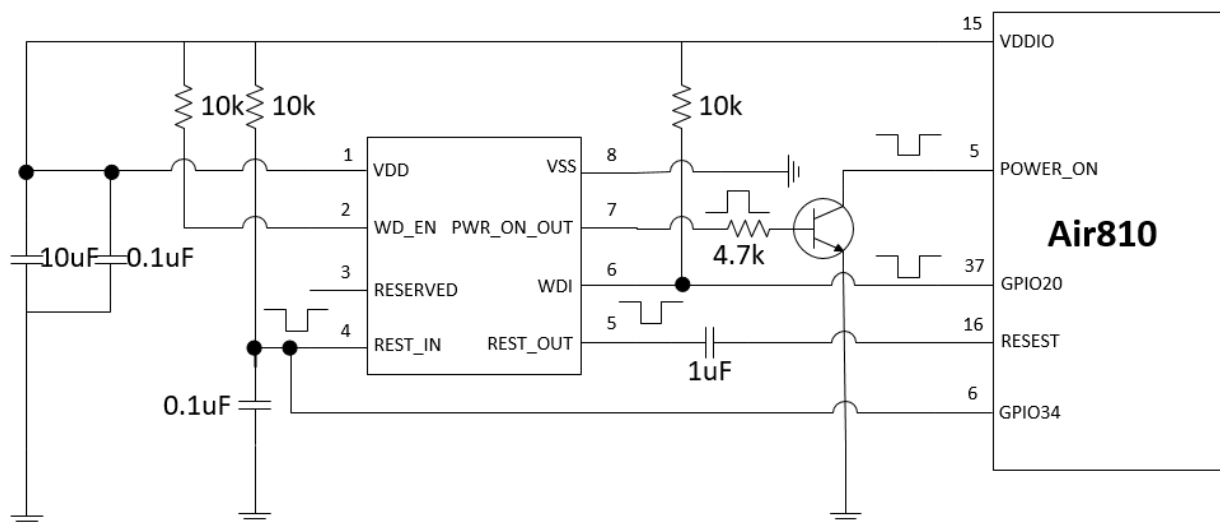 15
VDDIO
10k
10k
10k
1
VDD
VSS
8
5
POWER_ON
2
WD_EN
PWR_ON_OUT
7
4.7k
Air810
10uF
0.1uF
3
RESERVED
WDI
6
37
GPIO20
4
REST_IN
REST_OUT
5
1uF
16
RESEST
0.1uF
6
GPIO34